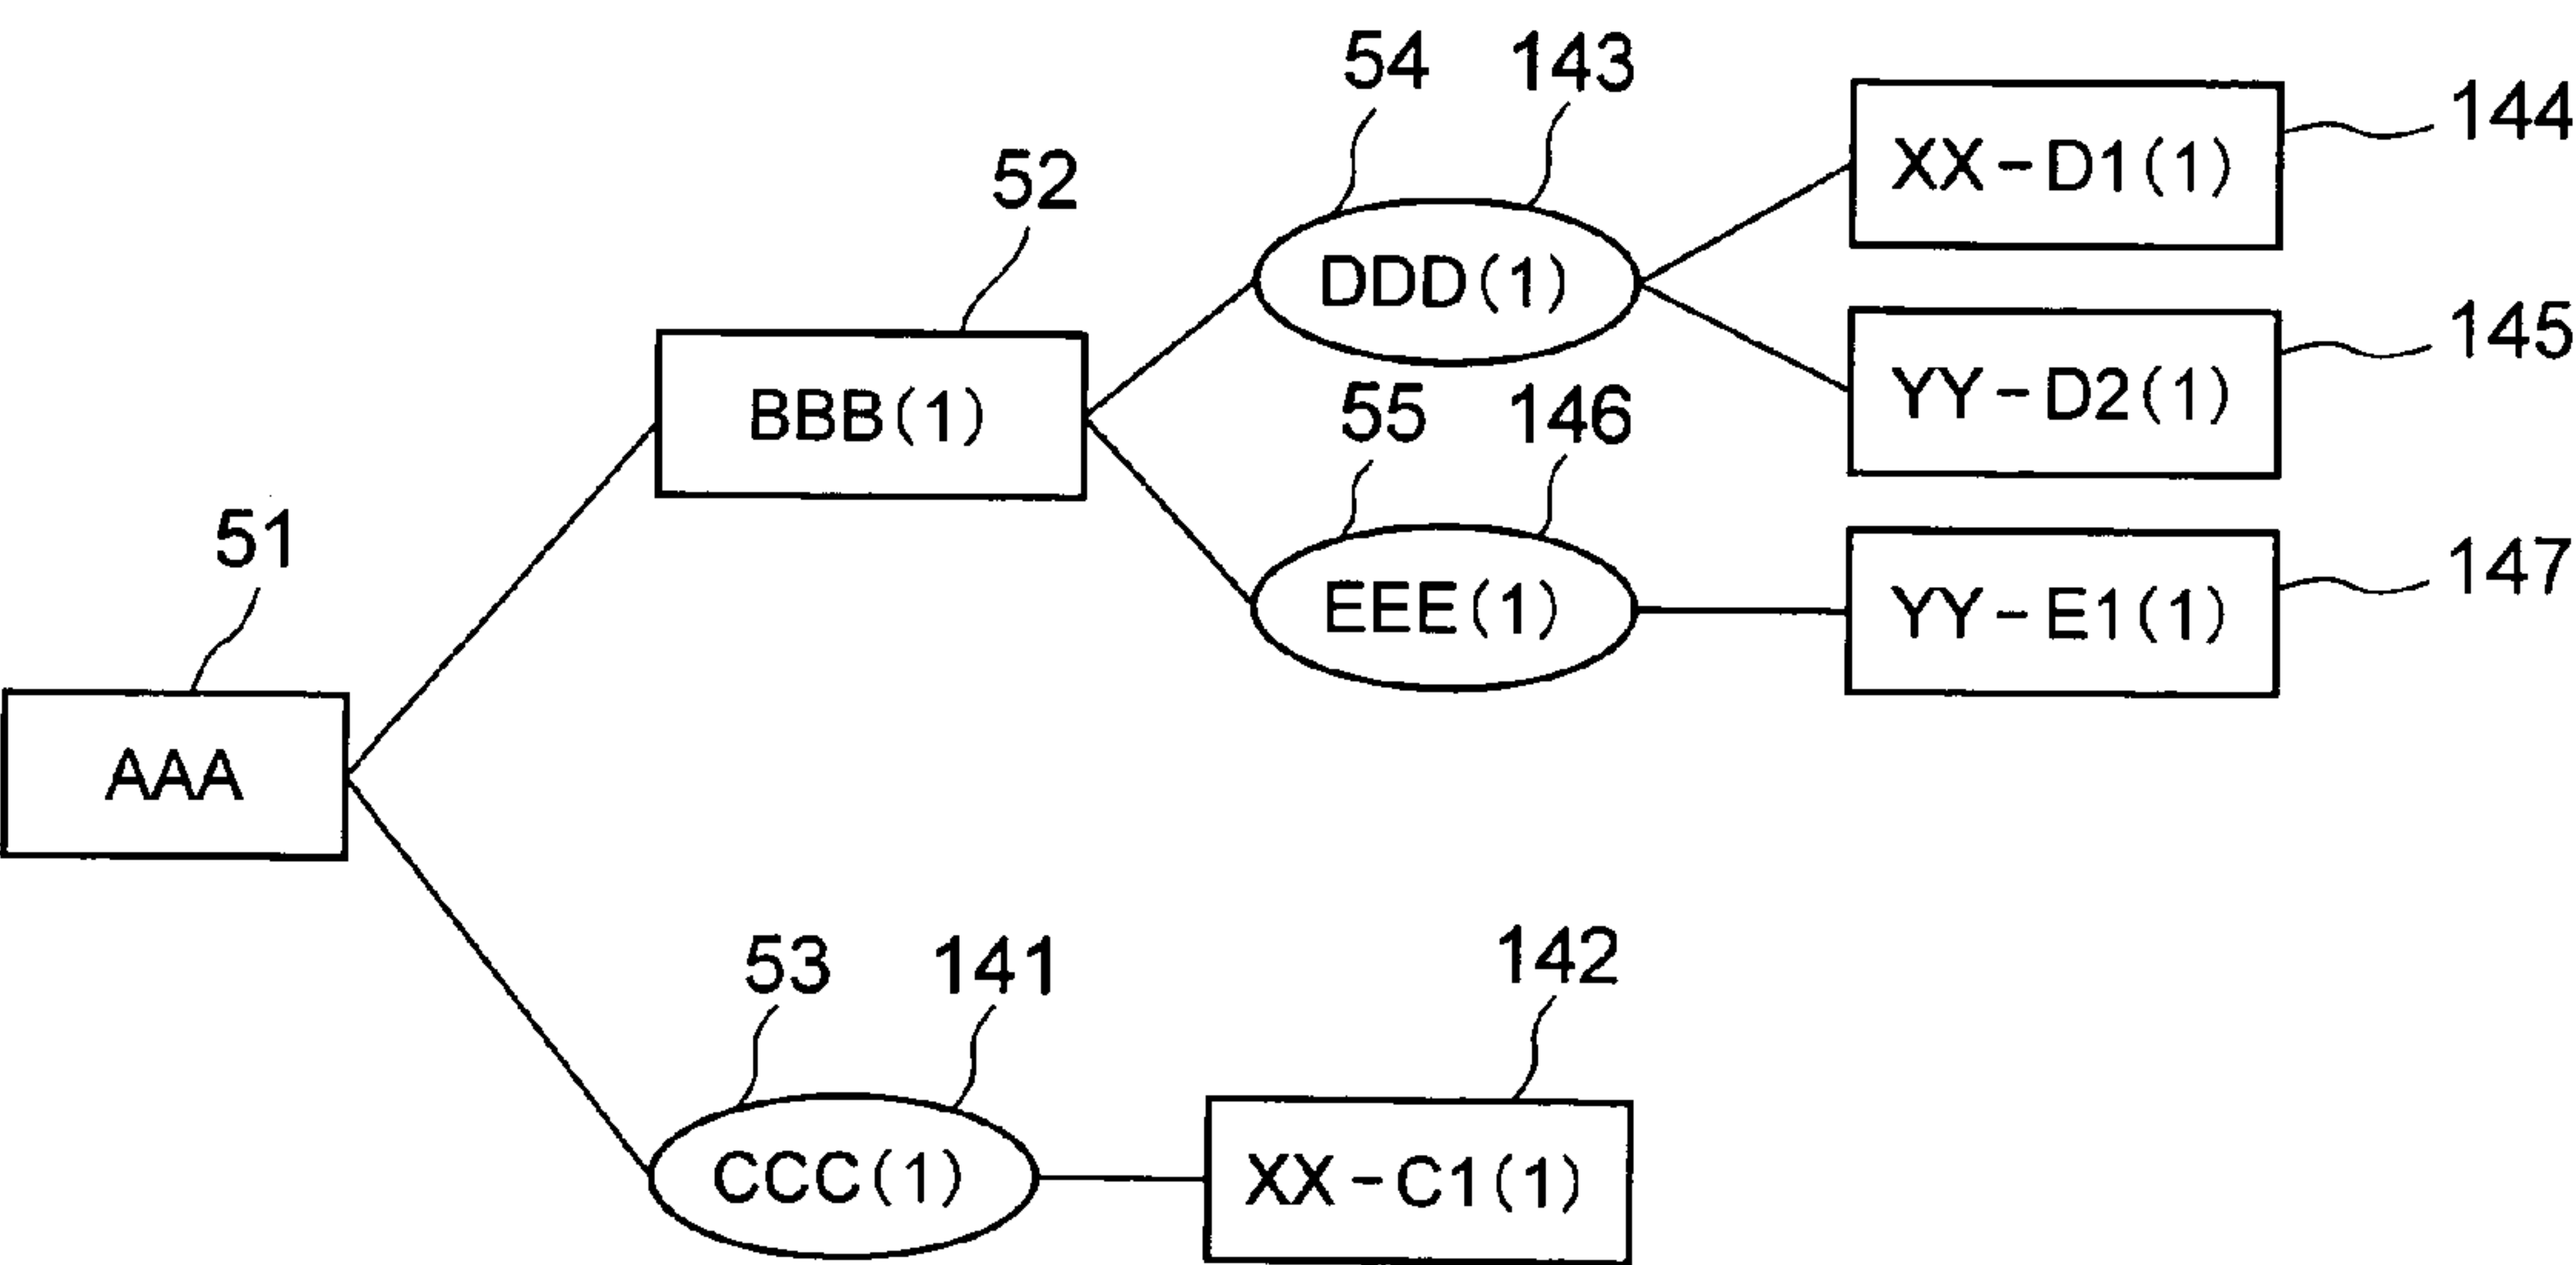 54 143
144
XX-D1(1)
52
DDD(1)
145
YY-D2(1)
BBB(1)
55 146
51
147
EEE(1)
YY-E1(1)
AAA
53 141
142
CCC(1)
XX-C1(1)